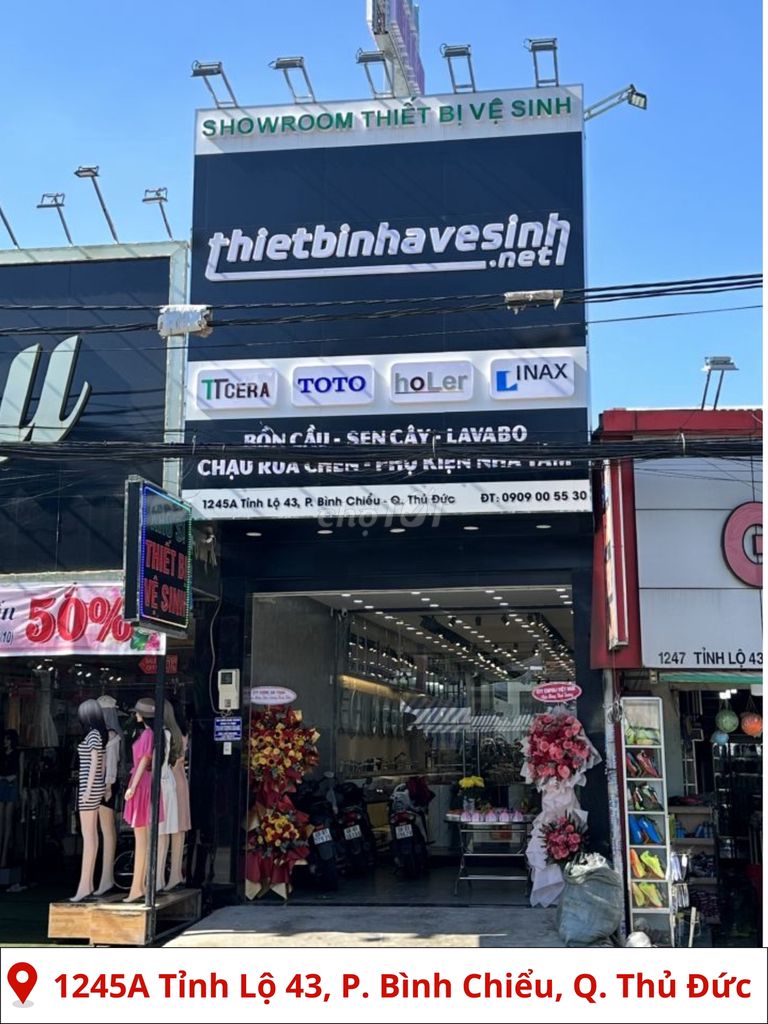 SHOWROOM THIẾT BỊ VỆ SINH
thietbinhavesinh
.net
TTCERA TOTO hoLer INAX
BỒN CẦU - SEN CÂY - LAVABO
CHẬU RỬA CHÉN - PHỤ KIỆN NHÀ TẮM
1245A Tỉnh Lộ 43, P. Bình Chiểu - Q. Thủ Đức ĐT: 0909 00 55 30
chợTỐT
THIẾT BỊ
VỆ SINH
50%
1247 TỈNH LỘ 43
1245A Tỉnh Lộ 43, P. Bình Chiểu, Q. Thủ Đức